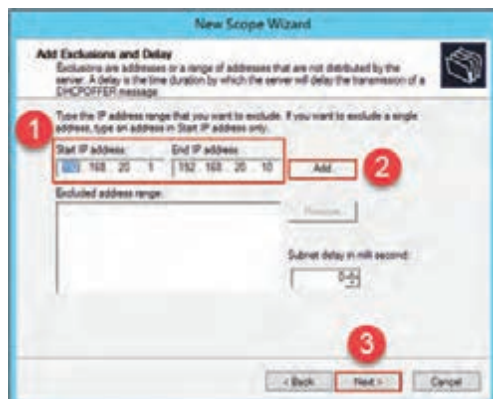 New Scope Wizard
Add Exclusions and Delay
Exclusions are addresses or a range of addresses that are not distributed by the
server. A delay is the time duration by which the server will delay the transmission of a
DHCPOFFER message.
Type the IP address range that you want to exclude. If you want to exclude a single
address, type an address in Start IP address only.
1
Start IP address: End IP address:
168 20 1 192 168 20 10 Add 2
Excluded address range:
Remove
Subnet delay in milli second:
0
3
< Back Next > Cancel